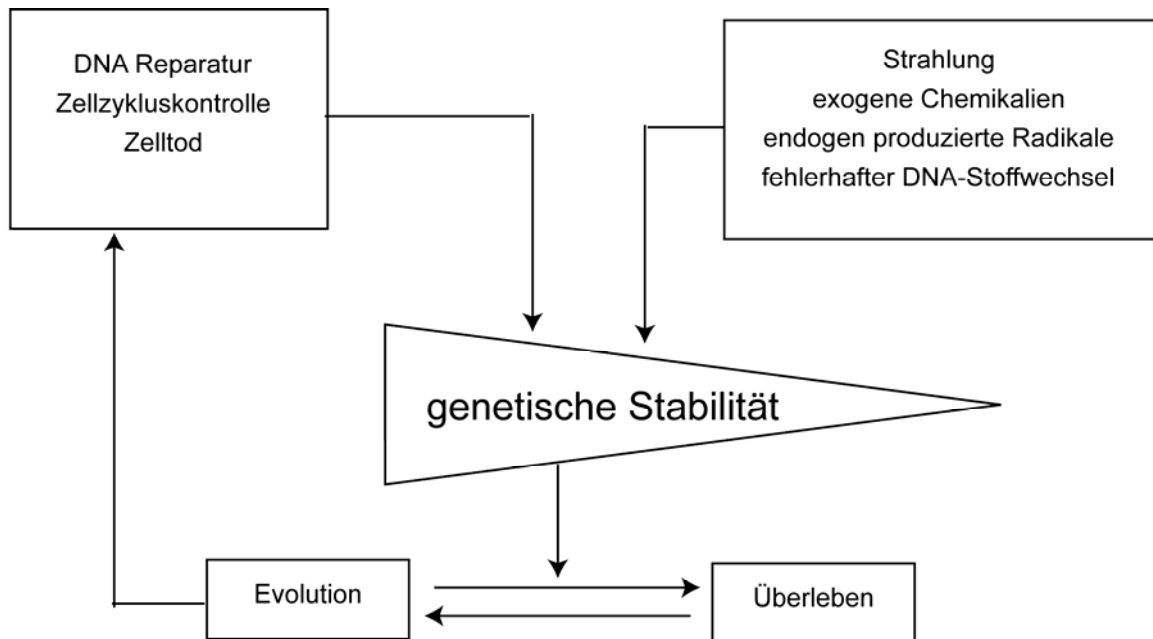 DNA Reparatur
Zellzykluskontrolle
Zelltod
Strahlung
exogene Chemikalien
endogen produzierte Radikale
fehlerhafter DNA-Stoffwechsel
genetische Stabilität
Evolution
Überleben